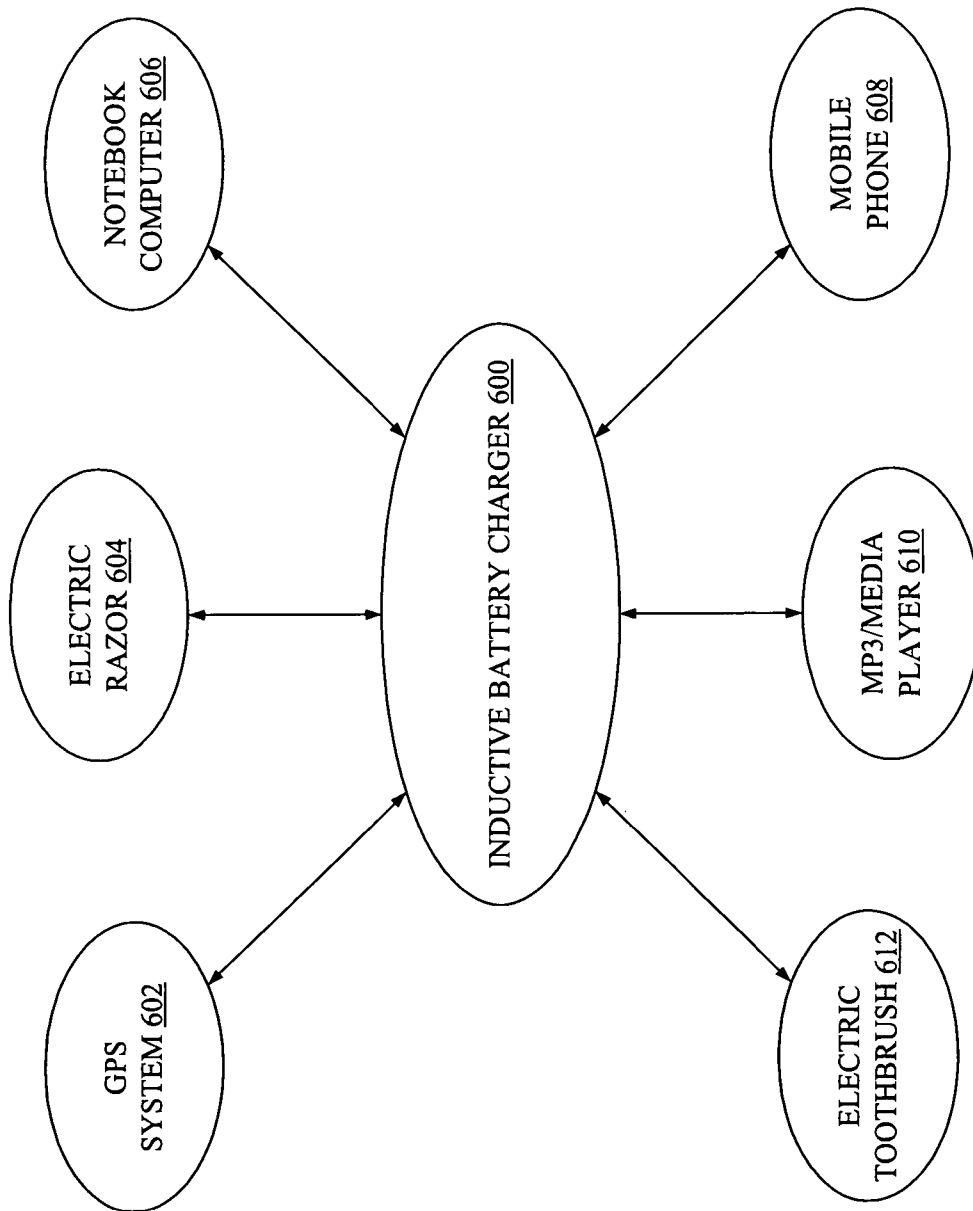 GPS
SYSTEM 602
ELECTRIC
RAZOR 604
NOTEBOOK
COMPUTER 606
INDUCTIVE BATTERY CHARGER 600
ELECTRIC
TOOTHBRUSH 612
MP3/MEDIA
PLAYER 610
MOBILE
PHONE 608